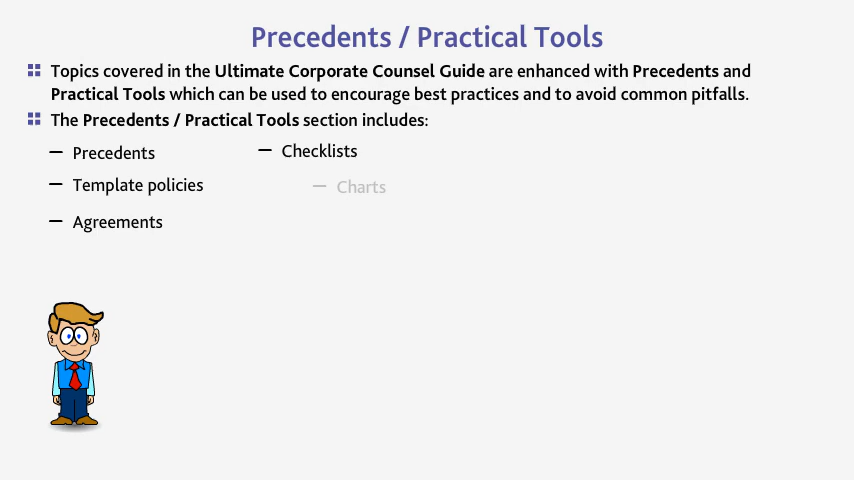 Precedents / Practical Tools
Topics covered in the Ultimate Corporate Counsel Guide are enhanced with Precedents and
Practical Tools which can be used to encourage best practices and to avoid common pitfalls.
The Precedents / Practical Tools section includes:
— Precedents
— Template policies
— Agreements
— Checklists
— Charts